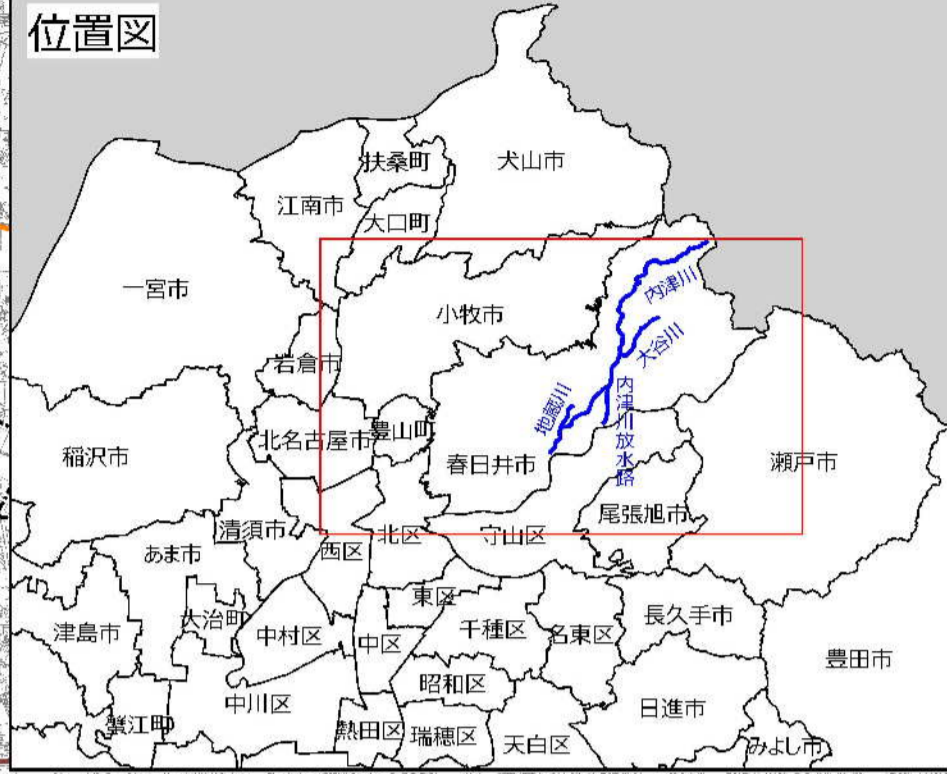 位置図
扶桑町
犬山市
江南市
大口町
一宮市
内津川
小牧市
大谷川
岩倉市
地蔵川
内津川放水路
北名古屋市
豊山町
稲沢市
春日井市
瀬戸市
尾張旭市
清須市
北区
守山区
西区
あま市
東区
大治町
長久手市
津島市
中村区
中区
千種区
名東区
豊田市
昭和区
中川区
日進市
蟹江町
熱田区
瑞穂区
天白区
みよし市